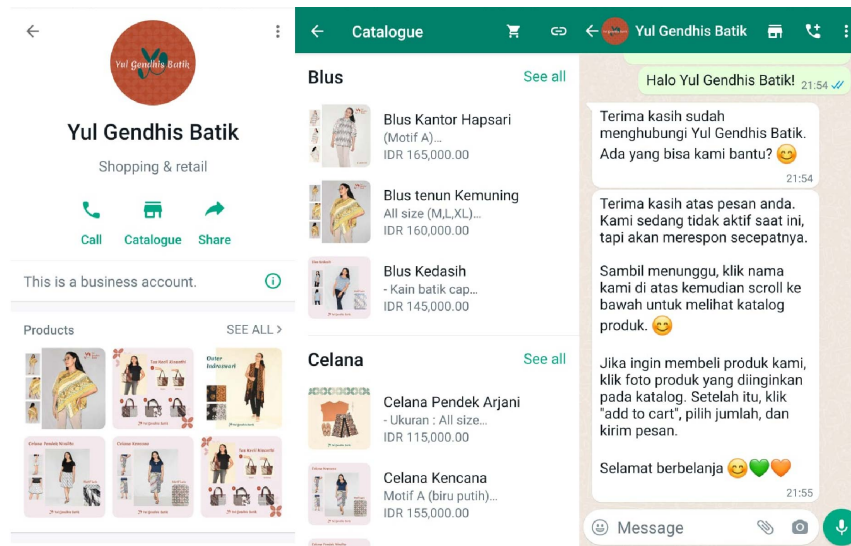 Yul Gendhis Batik
Yul Gendhis Batik
Shopping & retail
Call Catalogue Share
This is a business account.
Products SEE ALL >
Tas Batik Kinanthi
Outer
Indraswari
Celana Kencana
Catalogue
Blus See all
Blus Kantor Hapsari
(Motif A)...
IDR 165,000.00
Blus tenun Kemuning
All size (M,L,XL)...
IDR 160,000.00
Blus Kedasih
- Kain batik cap...
IDR 145,000.00
Celana See all
Celana Pendek Arjani
- Ukuran : All size...
IDR 115,000.00
Celana Kencana
Motif A (biru putih)...
IDR 155,000.00
Yul Gendhis Batik
Halo Yul Gendhis Batik! 21:54
Terima kasih sudah
menghubungi Yul Gendhis Batik.
Ada yang bisa kami bantu? 😊
21:54
Terima kasih atas pesan anda.
Kami sedang tidak aktif saat ini,
tapi akan merespon secepatnya.
Sambil menunggu, klik nama
kami di atas kemudian scroll ke
bawah untuk melihat katalog
produk. 😊
Jika ingin membeli produk kami,
klik foto produk yang diinginkan
pada katalog. Setelah itu, klik
"add to cart", pilih jumlah, dan
kirim pesan.
Selamat berbelanja 😊💚🧡
21:55
Message